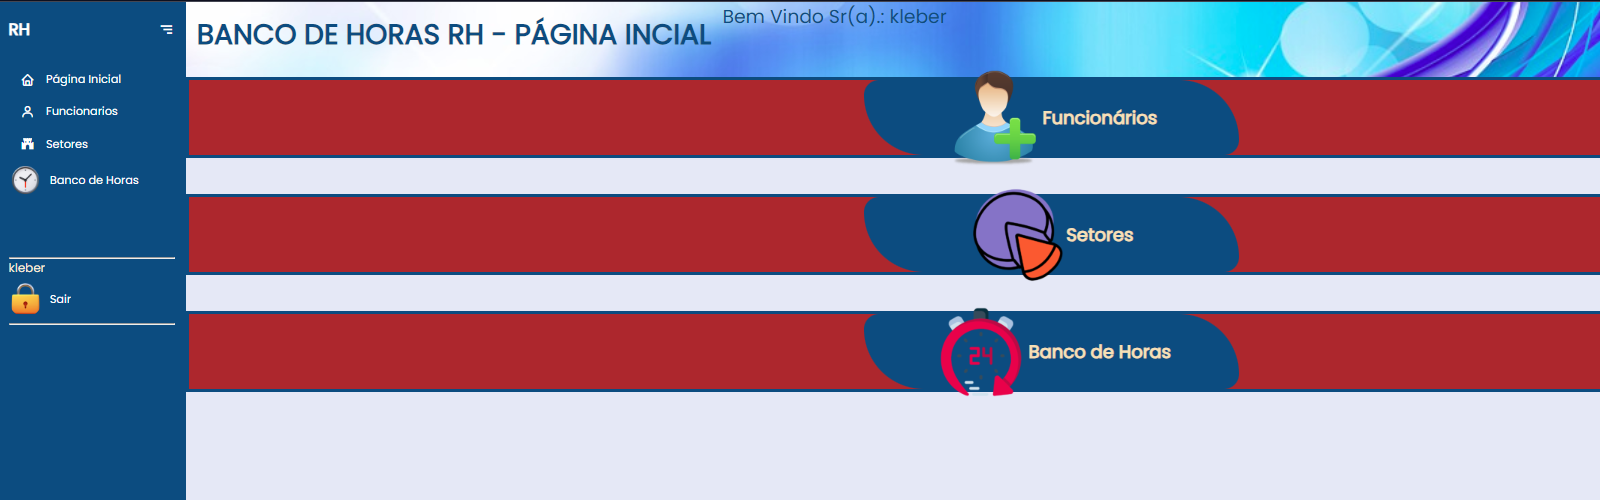 RH
Página Inicial
Funcionarios
Setores
Banco de Horas
kleber
Sair
Bem Vindo Sr(a).: kleber
BANCO DE HORAS RH - PÁGINA INCIAL
Funcionários
Setores
24
Banco de Horas